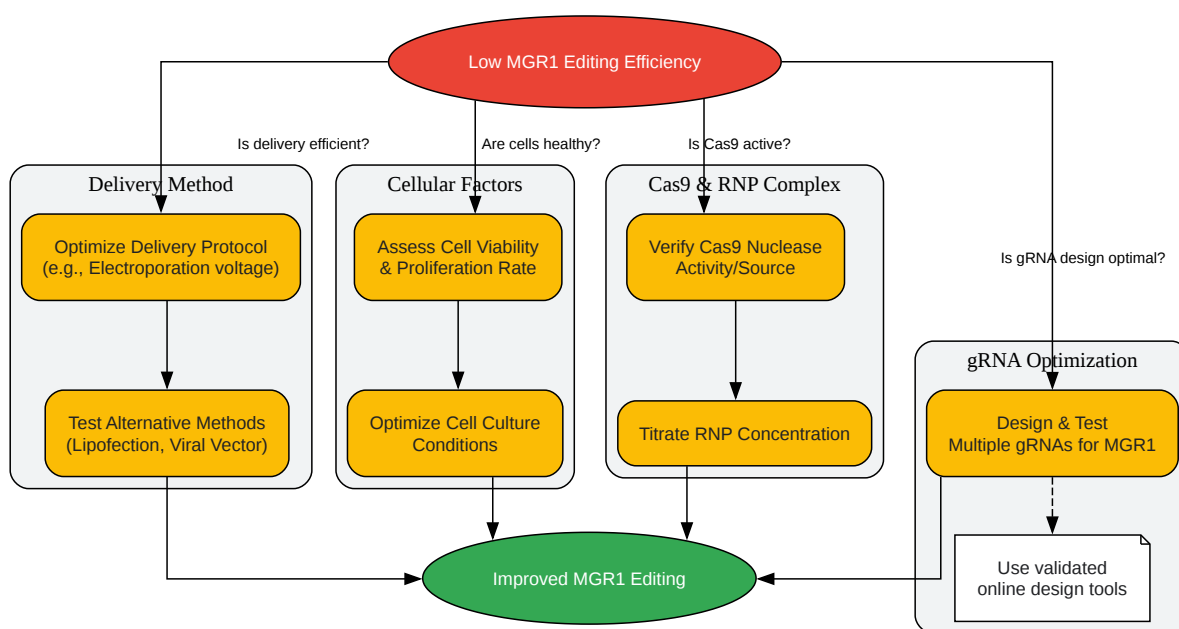 Low MGR1 Editing Efficiency
Is delivery efficient?
Are cells healthy?
Is Cas9 active?
Delivery Method
Cellular Factors
Cas9 & RNP Complex
Optimize Delivery Protocol
(e.g., Electroporation voltage)
Assess Cell Viability
& Proliferation Rate
Verify Cas9 Nuclease
Activity/Source
Is gRNA design optimal?
gRNA Optimization
Test Alternative Methods
(Lipofection, Viral Vector)
Optimize Cell Culture
Conditions
Titrate RNP Concentration
Design & Test
Multiple gRNAs for MGR1
Improved MGR1 Editing
Use validated
online design tools